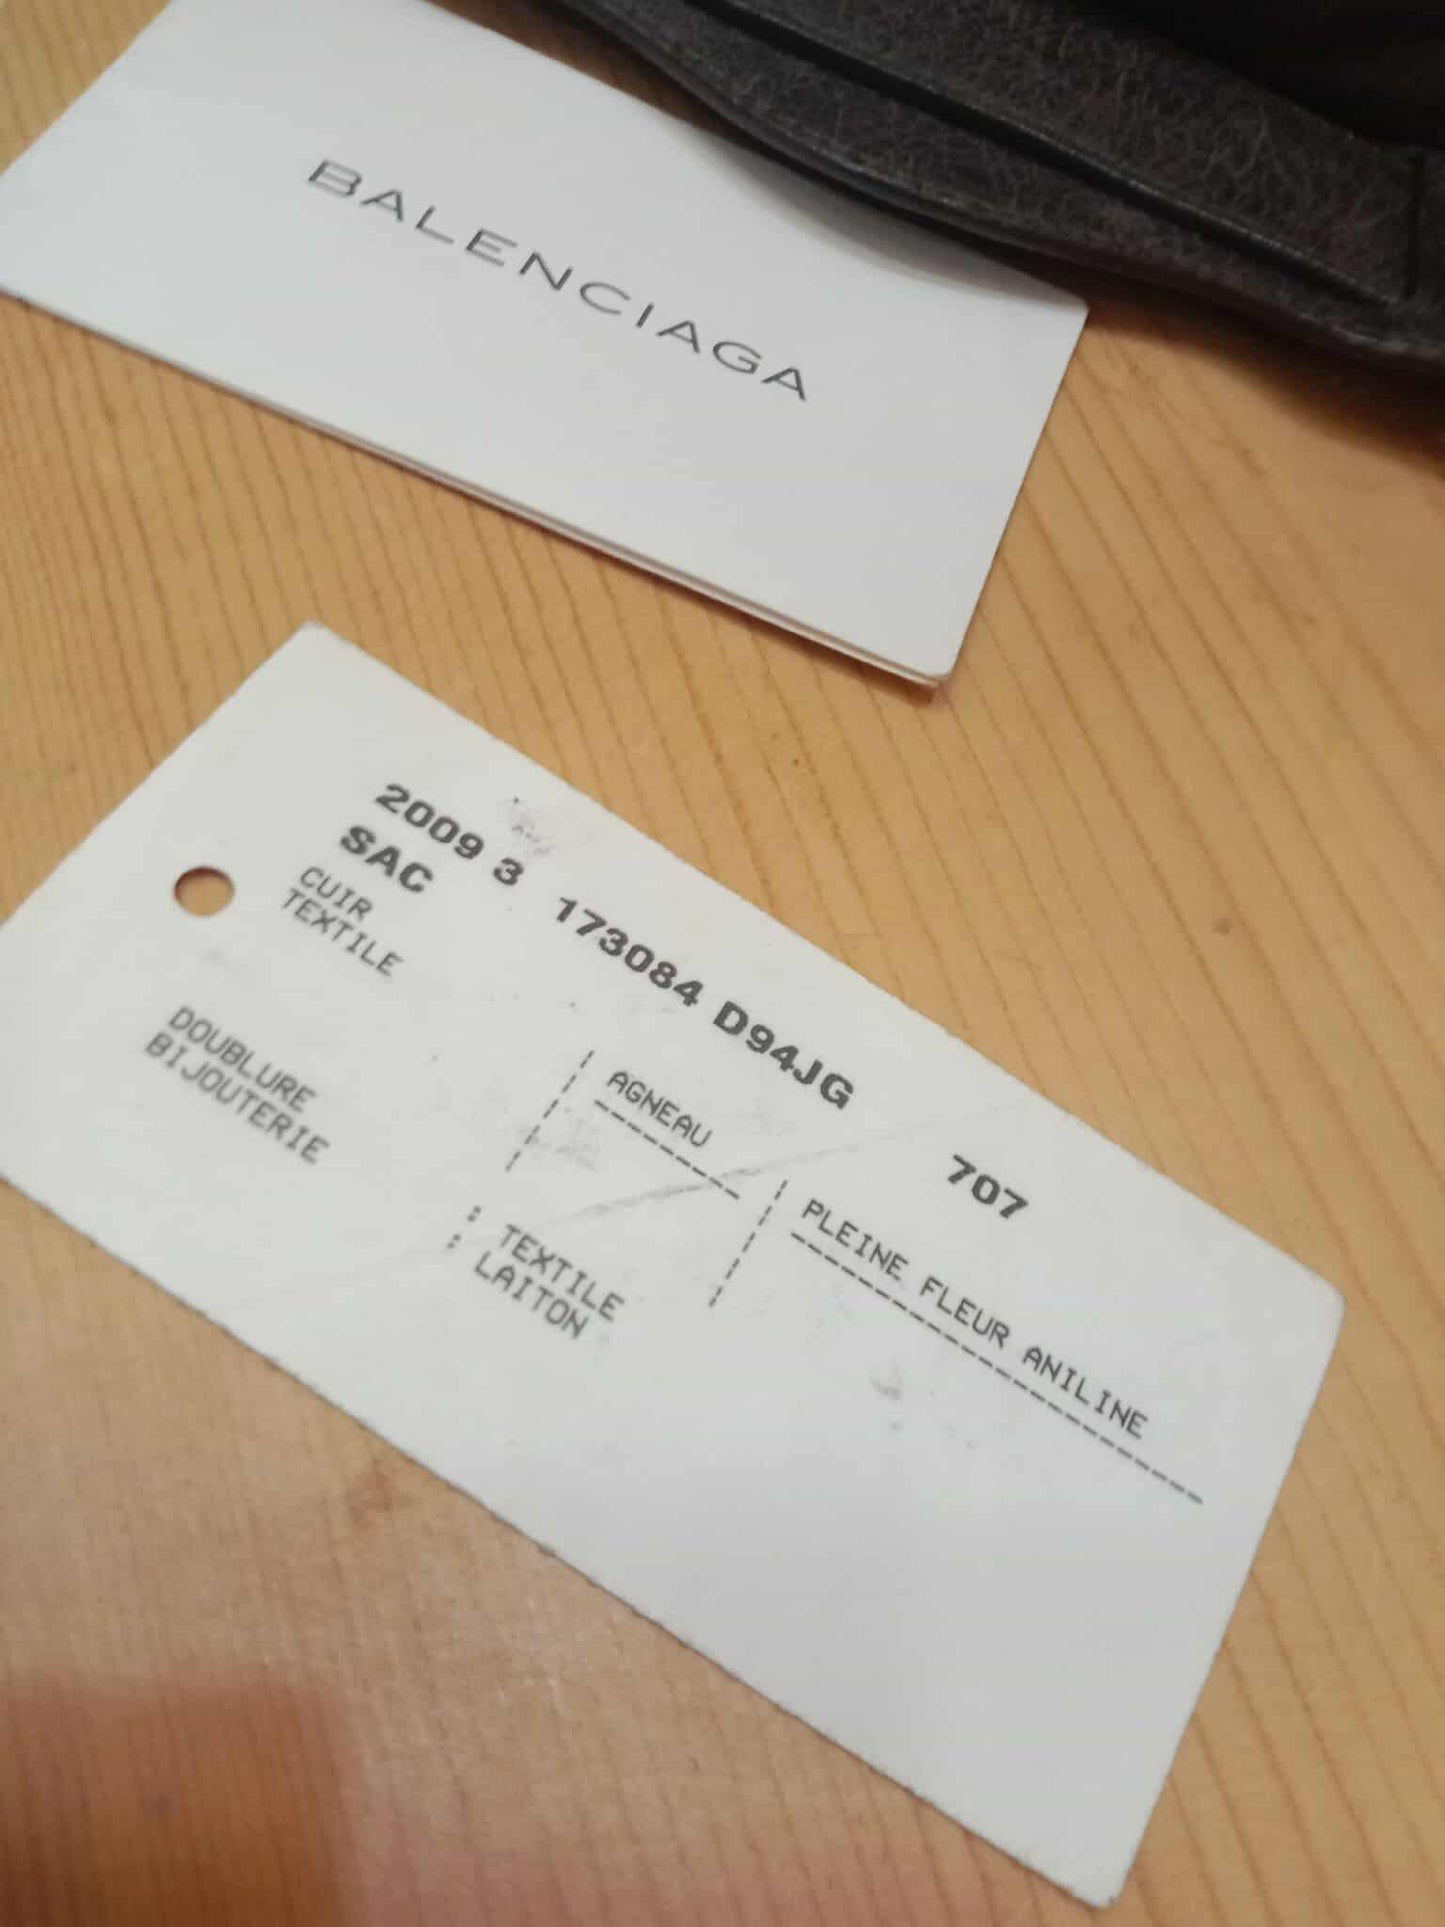 BALENCIAGA
2009 3 173084 D94JG 707
SAC
CUIR AGNEAU PLEINE FLEUR ANILINE
TEXTILE
DOUBLURE : TEXTILE
BIJOUTERIE : LAITON